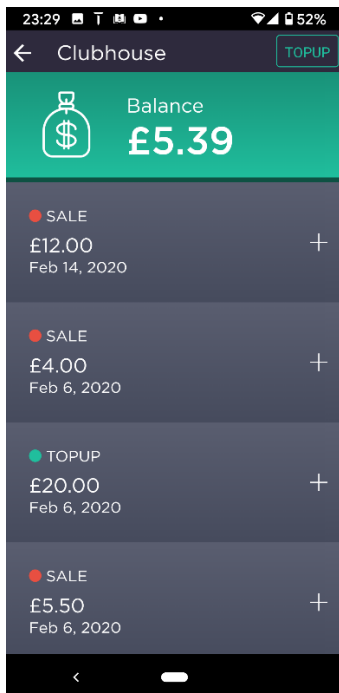 23:29 52%
Clubhouse TOPUP
Balance
£5.39
SALE
£12.00
Feb 14, 2020
SALE
£4.00
Feb 6, 2020
TOPUP
£20.00
Feb 6, 2020
SALE
£5.50
Feb 6, 2020